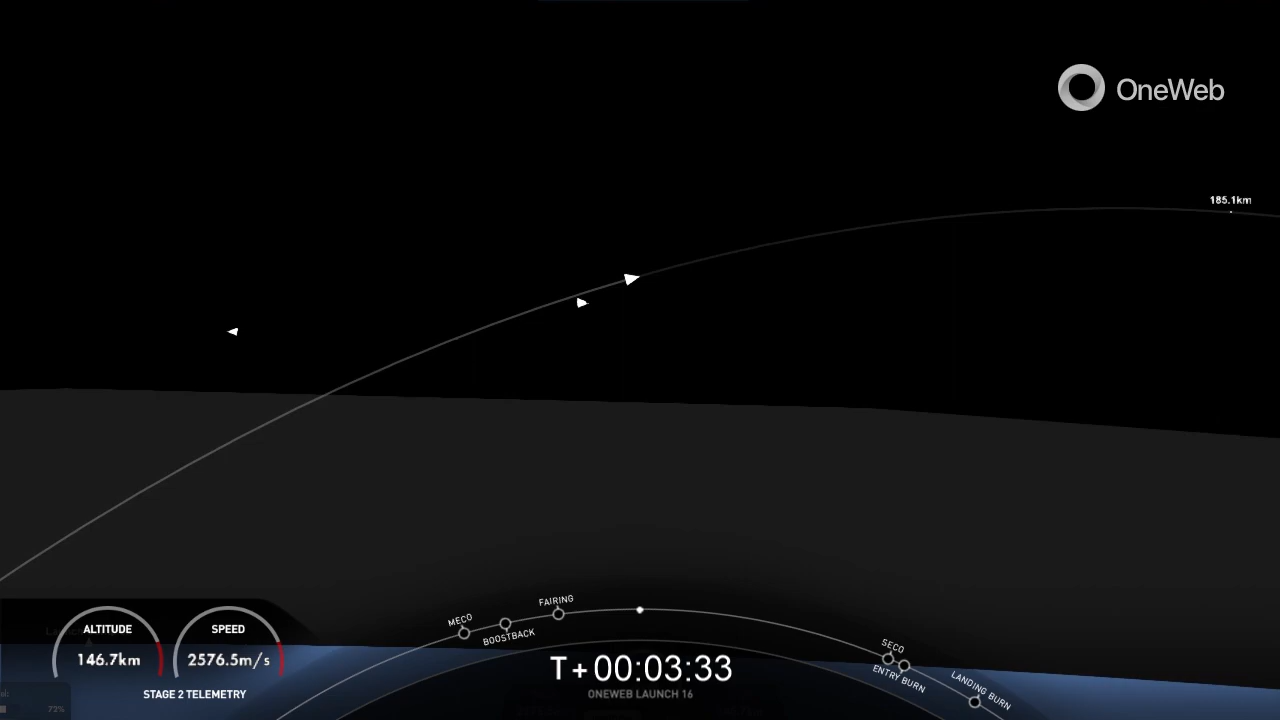 OneWeb
185.1km
FAIRING
MECO
BOOSTBACK
SECO
ENTRY BURN
LANDING BURN
ALTITUDE
146.7km
SPEED
2576.5m/s
STAGE 2 TELEMETRY
T+00:03:33
ONEWEB LAUNCH 16
72%